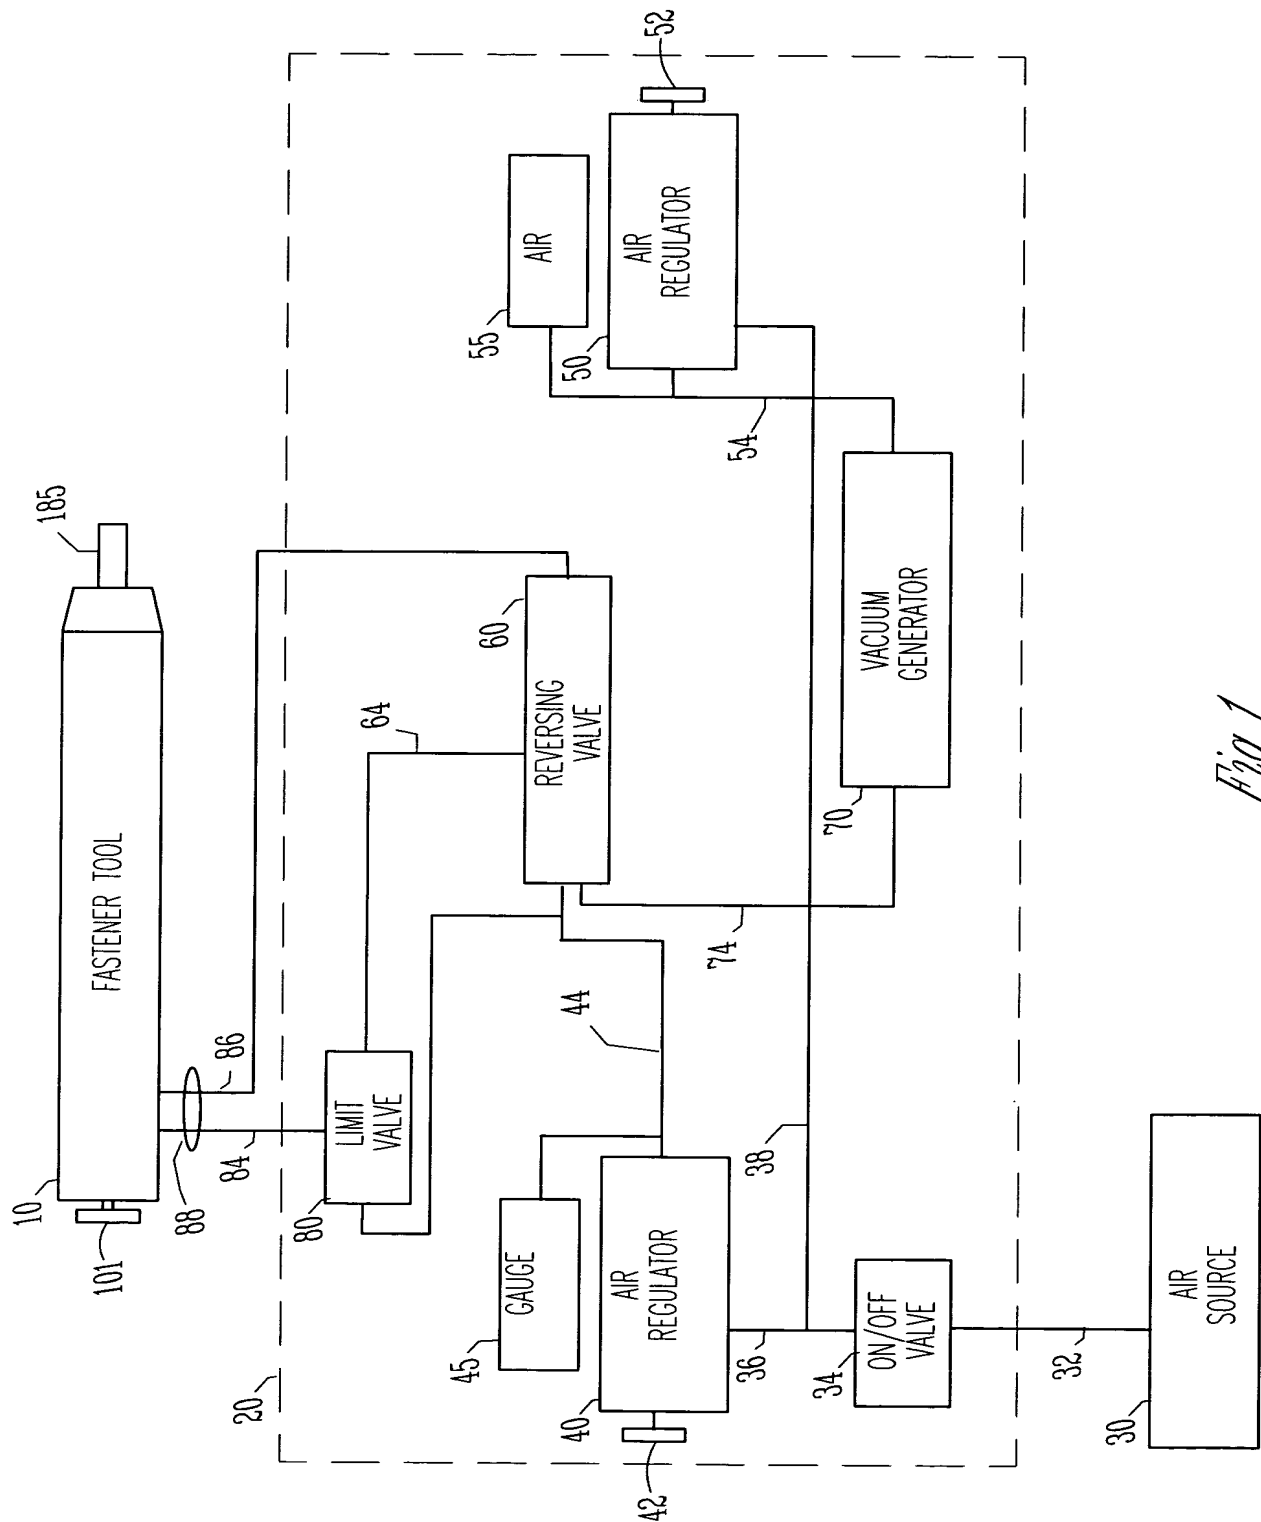 10
FASTENER TOOL
185
101
88
84
86
20
80
LIMIT
VALVE
64
60
REVERSING
VALVE
55
AIR
52
50
AIR
REGULATOR
45
GAUGE
44
40
AIR
REGULATOR
42
74
54
38
36
34
ON/OFF
VALVE
70
VACUUM
GENERATOR
32
30
AIR
SOURCE
Fig 1